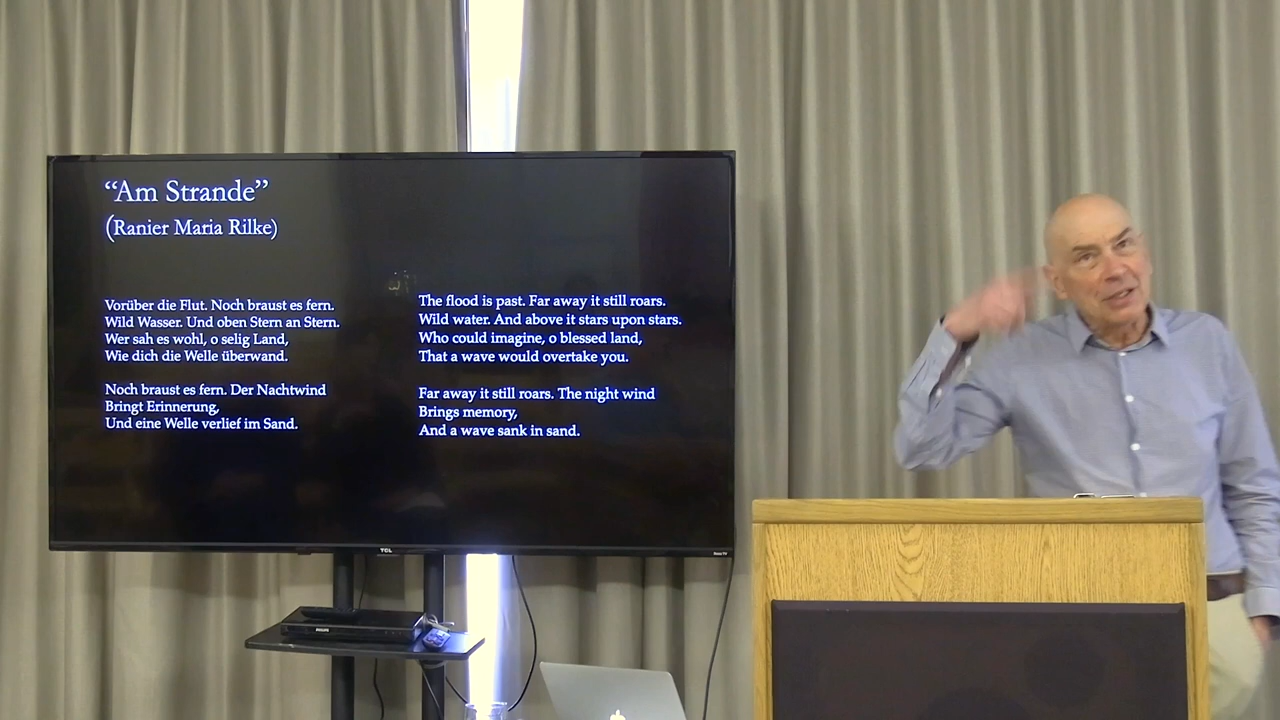 “Am Strande”
(Ranier Maria Rilke)
Vorüber die Flut. Noch braust es fern.
Wild Wasser. Und oben Stern an Stern.
Wer sah es wohl, o selig Land,
Wie dich die Welle überwand.
Noch braust es fern. Der Nachtwind
Bringt Erinnerung,
Und eine Welle verlief im Sand.
The flood is past. Far away it still roars.
Wild water. And above it stars upon stars.
Who could imagine, o blessed land,
That a wave would overtake you.
Far away it still roars. The night wind
Brings memory,
And a wave sank in sand.
TCL
Roku TV
PHILIPS